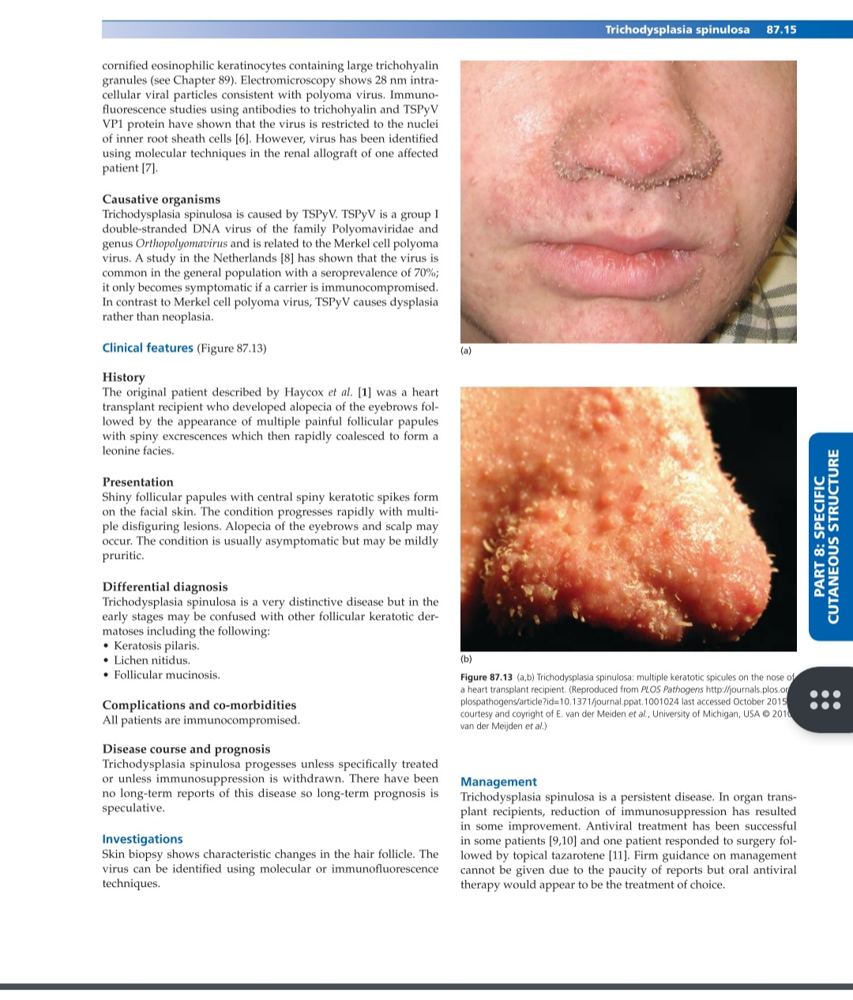 Trichodysplasia spinulosa 87.15
cornified eosinophilic keratinocytes containing large trichohyalin
granules (see Chapter 89). Electromicroscopy shows 28 nm intra-
cellular viral particles consistent with polyoma virus. Immuno-
fluorescence studies using antibodies to trichohyalin and TSPyV
VP1 protein have shown that the virus is restricted to the nuclei
of inner root sheath cells [6]. However, virus has been identified
using molecular techniques in the renal allograft of one affected
patient [7].
Causative organisms
Trichodysplasia spinulosa is caused by TSPyV. TSPyV is a group I
double-stranded DNA virus of the family Polyomaviridae and
genus Orthopolyomavirus and is related to the Merkel cell polyoma
virus. A study in the Netherlands [8] has shown that the virus is
common in the general population with a seroprevalence of 70%;
it only becomes symptomatic if a carrier is immunocompromised.
In contrast to Merkel cell polyoma virus, TSPyV causes dysplasia
rather than neoplasia.
Clinical features (Figure 87.13)
History
The original patient described by Haycox et al. [1] was a heart
transplant recipient who developed alopecia of the eyebrows fol-
lowed by the appearance of multiple painful follicular papules
with spiny excrescences which then rapidly coalesced to form a
leonine facies.
Presentation
Shiny follicular papules with central spiny keratotic spikes form
on the facial skin. The condition progresses rapidly with multi-
ple disfiguring lesions. Alopecia of the eyebrows and scalp may
occur. The condition is usually asymptomatic but may be mildly
pruritic.
Differential diagnosis
Trichodysplasia spinulosa is a very distinctive disease but in the
early stages may be confused with other follicular keratotic der-
matoses including the following:
• Keratosis pilaris.
• Lichen nitidus.
• Follicular mucinosis.
Complications and co-morbidities
All patients are immunocompromised.
Disease course and prognosis
Trichodysplasia spinulosa progesses unless specifically treated
or unless immunosuppression is withdrawn. There have been
no long-term reports of this disease so long-term prognosis is
speculative.
Investigations
Skin biopsy shows characteristic changes in the hair follicle. The
virus can be identified using molecular or immunofluorescence
techniques.
(a)
(b)
Figure 87.13 (a,b) Trichodysplasia spinulosa: multiple keratotic spicules on the nose of
a heart transplant recipient. (Reproduced from PLOS Pathogens http://journals.plos.or
plospathogens/article?id=10.1371/journal.ppat.1001024 last accessed October 2015
courtesy and coyright of E. van der Meiden et al., University of Michigan, USA © 201
van der Meijden et al.)
Management
Trichodysplasia spinulosa is a persistent disease. In organ trans-
plant recipients, reduction of immunosuppression has resulted
in some improvement. Antiviral treatment has been successful
in some patients [9,10] and one patient responded to surgery fol-
lowed by topical tazarotene [11]. Firm guidance on management
cannot be given due to the paucity of reports but oral antiviral
therapy would appear to be the treatment of choice.
PART 8: SPECIFIC
CUTANEOUS STRUCTURE